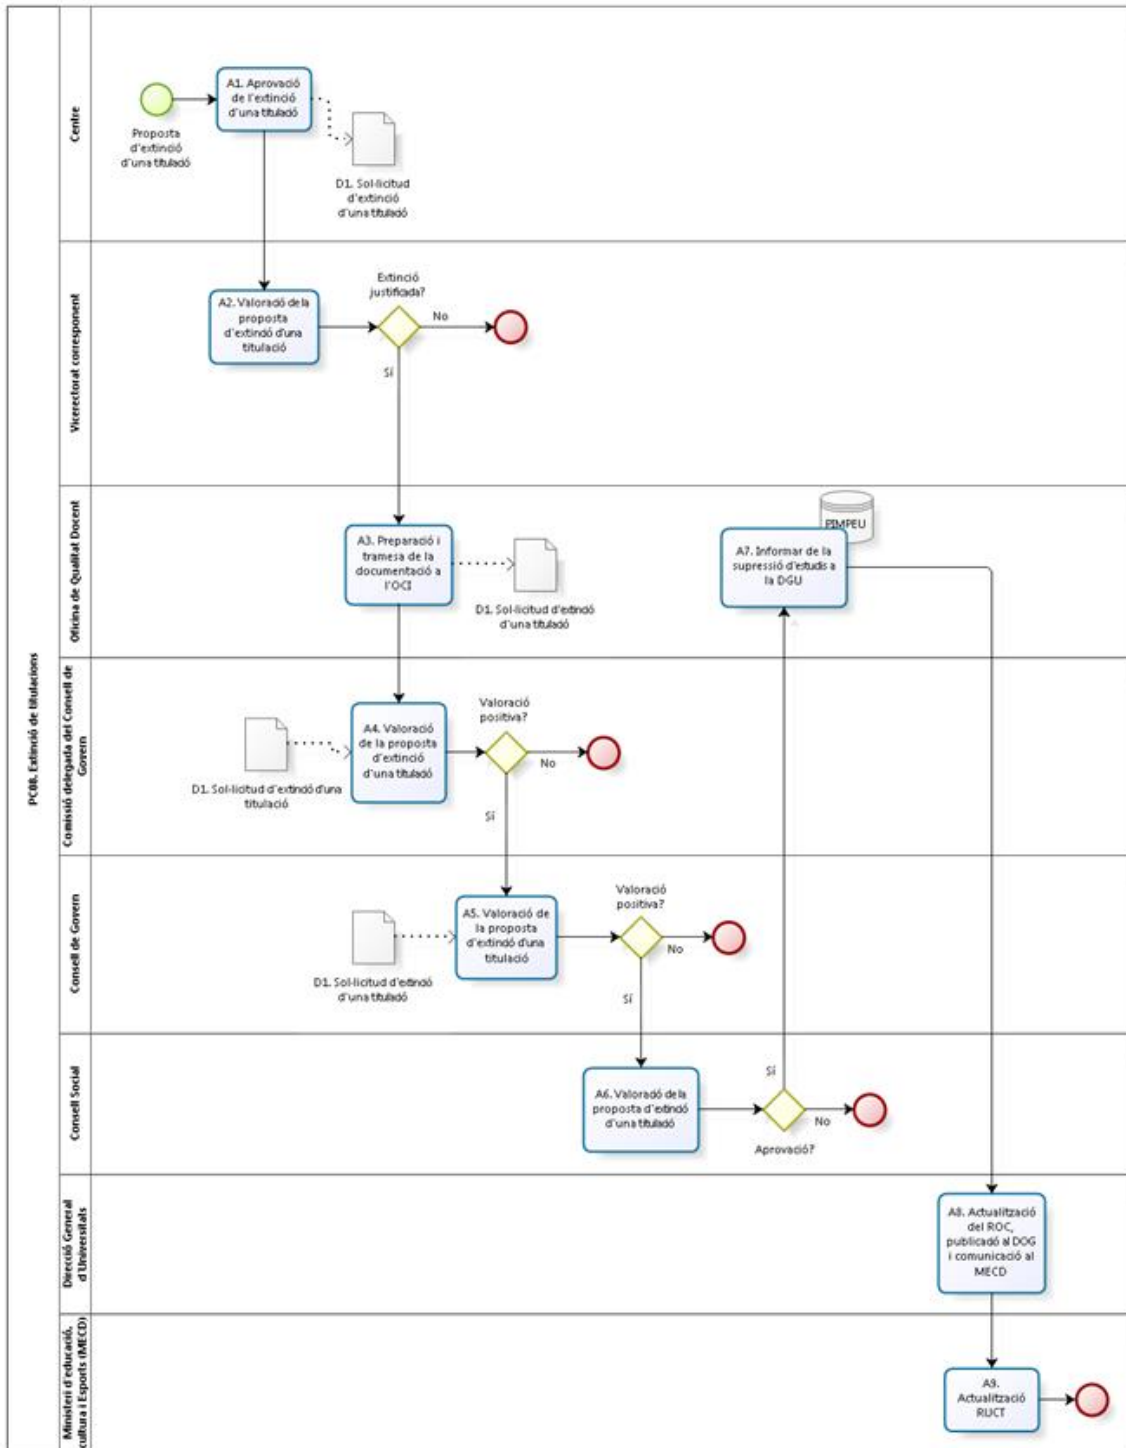 PC08. Extinció de titulacions
Centre
Proposta
d'extinció
d'una titulació
A1. Aprovació
de l'extinció
d'una titulació
D1. Sol·licitud
d'extinció
d'una titulació
Vicerectorat corresponent
A2. Valoració de la
proposta
d'extinció d'una
titulació
Extinció
justificada?
No
Sí
Oficina de Qualitat Docent
A3. Preparació i
tramesa de la
documentació a
l'OCI
D1. Sol·licitud d'extinció
d'una titulació
PIMPEU
A7. Informar de la
supressió d'estudis a
la DGU
Comissió delegada del Consell de
Govern
D1. Sol·licitud d'extinció d'una
titulació
A4. Valoració
de la proposta
d'extinció
d'una titulació
Valoració
positiva?
No
Sí
Consell de Govern
D1. Sol·licitud d'extinció
d'una titulació
A5. Valoració de
la proposta
d'extinció d'una
titulació
Valoració
positiva?
No
Sí
Consell Social
A6. Valoració de la
proposta d'extinció
d'una titulació
Sí
No
Aprovació?
Direcció General
d'Universitats
A8. Actualització
del ROC,
publicació al DOG
i comunicació al
MECD
Ministeri d'educació,
cultura i Esports (MECD)
A9.
Actualització
RUCT